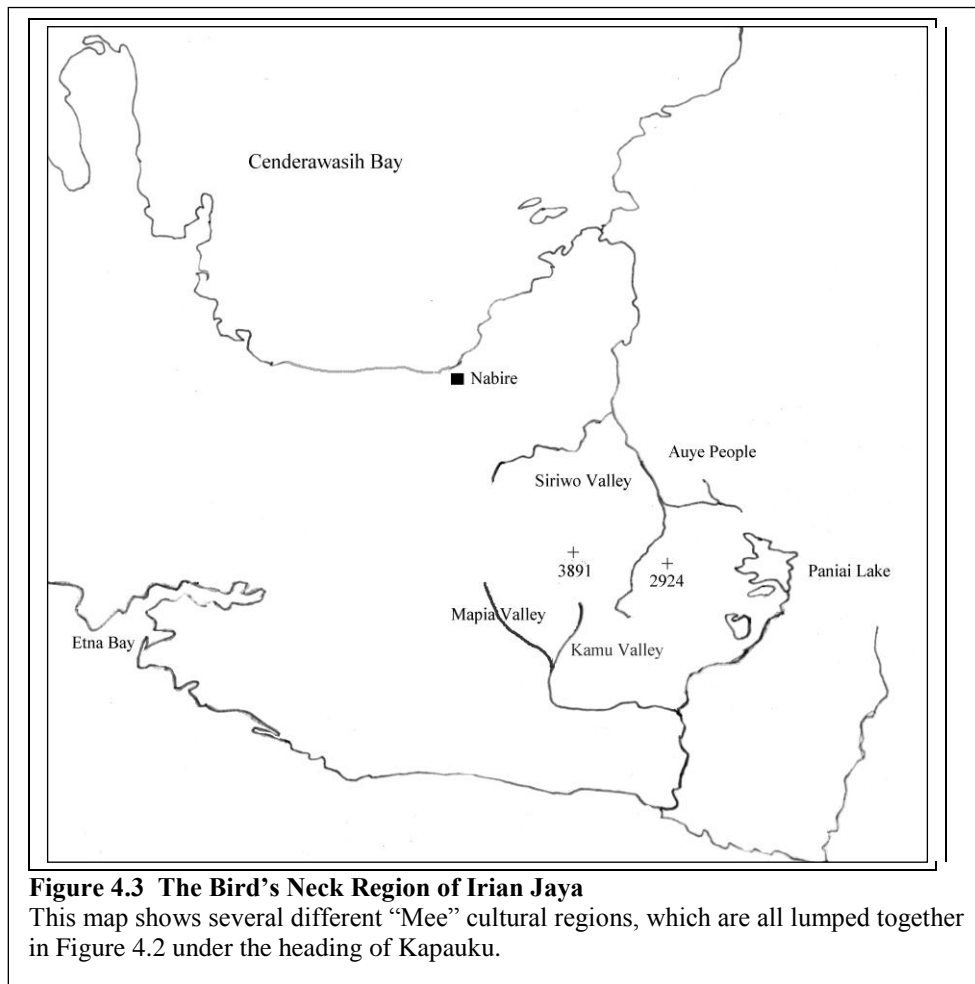 Cenderawasih Bay
Nabire
Auye People
Siriwo Valley
3891
2924
Paniai Lake
Mapia Valley
Etna Bay
Kamu Valley
Figure 4.3 The Bird’s Neck Region of Irian Jaya
This map shows several different “Mee” cultural regions, which are all lumped together
in Figure 4.2 under the heading of Kapauku.